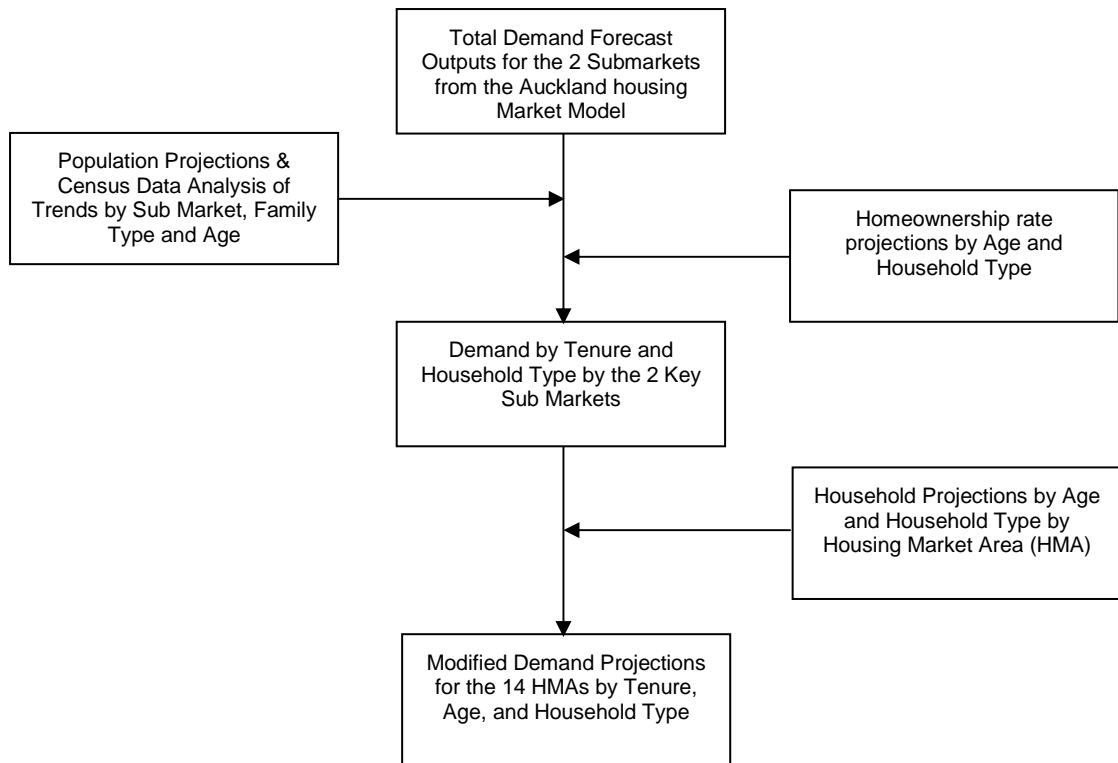 Total Demand Forecast
Outputs for the 2 Submarkets
from the Auckland housing
Market Model
Population Projections &
Census Data Analysis of
Trends by Sub Market, Family
Type and Age
Homeownership rate
projections by Age and
Household Type
Demand by Tenure and
Household Type by the 2 Key
Sub Markets
Household Projections by Age
and Household Type by
Housing Market Area (HMA)
Modified Demand Projections
for the 14 HMAs by Tenure,
Age, and Household Type